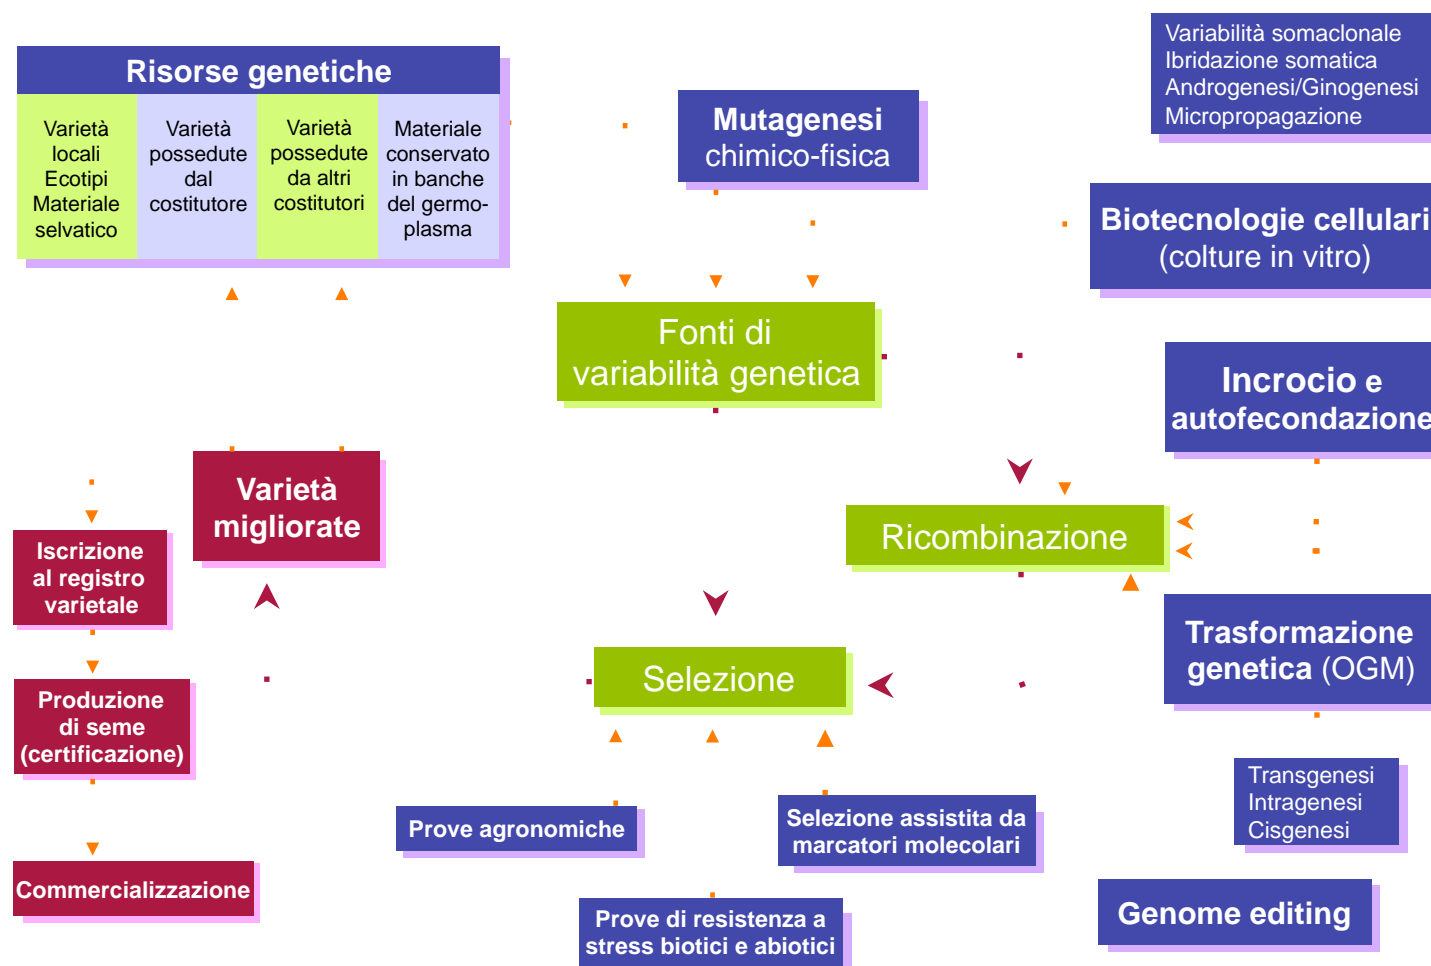 Risorse genetiche
Varietà
locali
Ecotipi
Materiale
selvatico
Varietà
possedute
dal
costitutore
Varietà
possedute
da altri
costitutori
Materiale
conservato
in banche
del germo-
plasma
Mutagenesi
chimico-fisica
Variabilità somaclonale
Ibridazione somatica
Androgenesi/Ginogenesi
Micropropagazione
Biotecnologie cellulari
(colture in vitro)
Fonti di
variabilità genetica
Incrocio e
autofecondazione
Varietà
migliorate
Ricombinazione
Iscrizione
al registro
varietale
Trasformazione
genetica (OGM)
Selezione
Produzione
di seme
(certificazione)
Transgenesi
Intragenesi
Cisgenesi
Prove agronomiche
Selezione assistita da
marcatori molecolari
Commercializzazione
Prove di resistenza a
stress biotici e abiotici
Genome editing